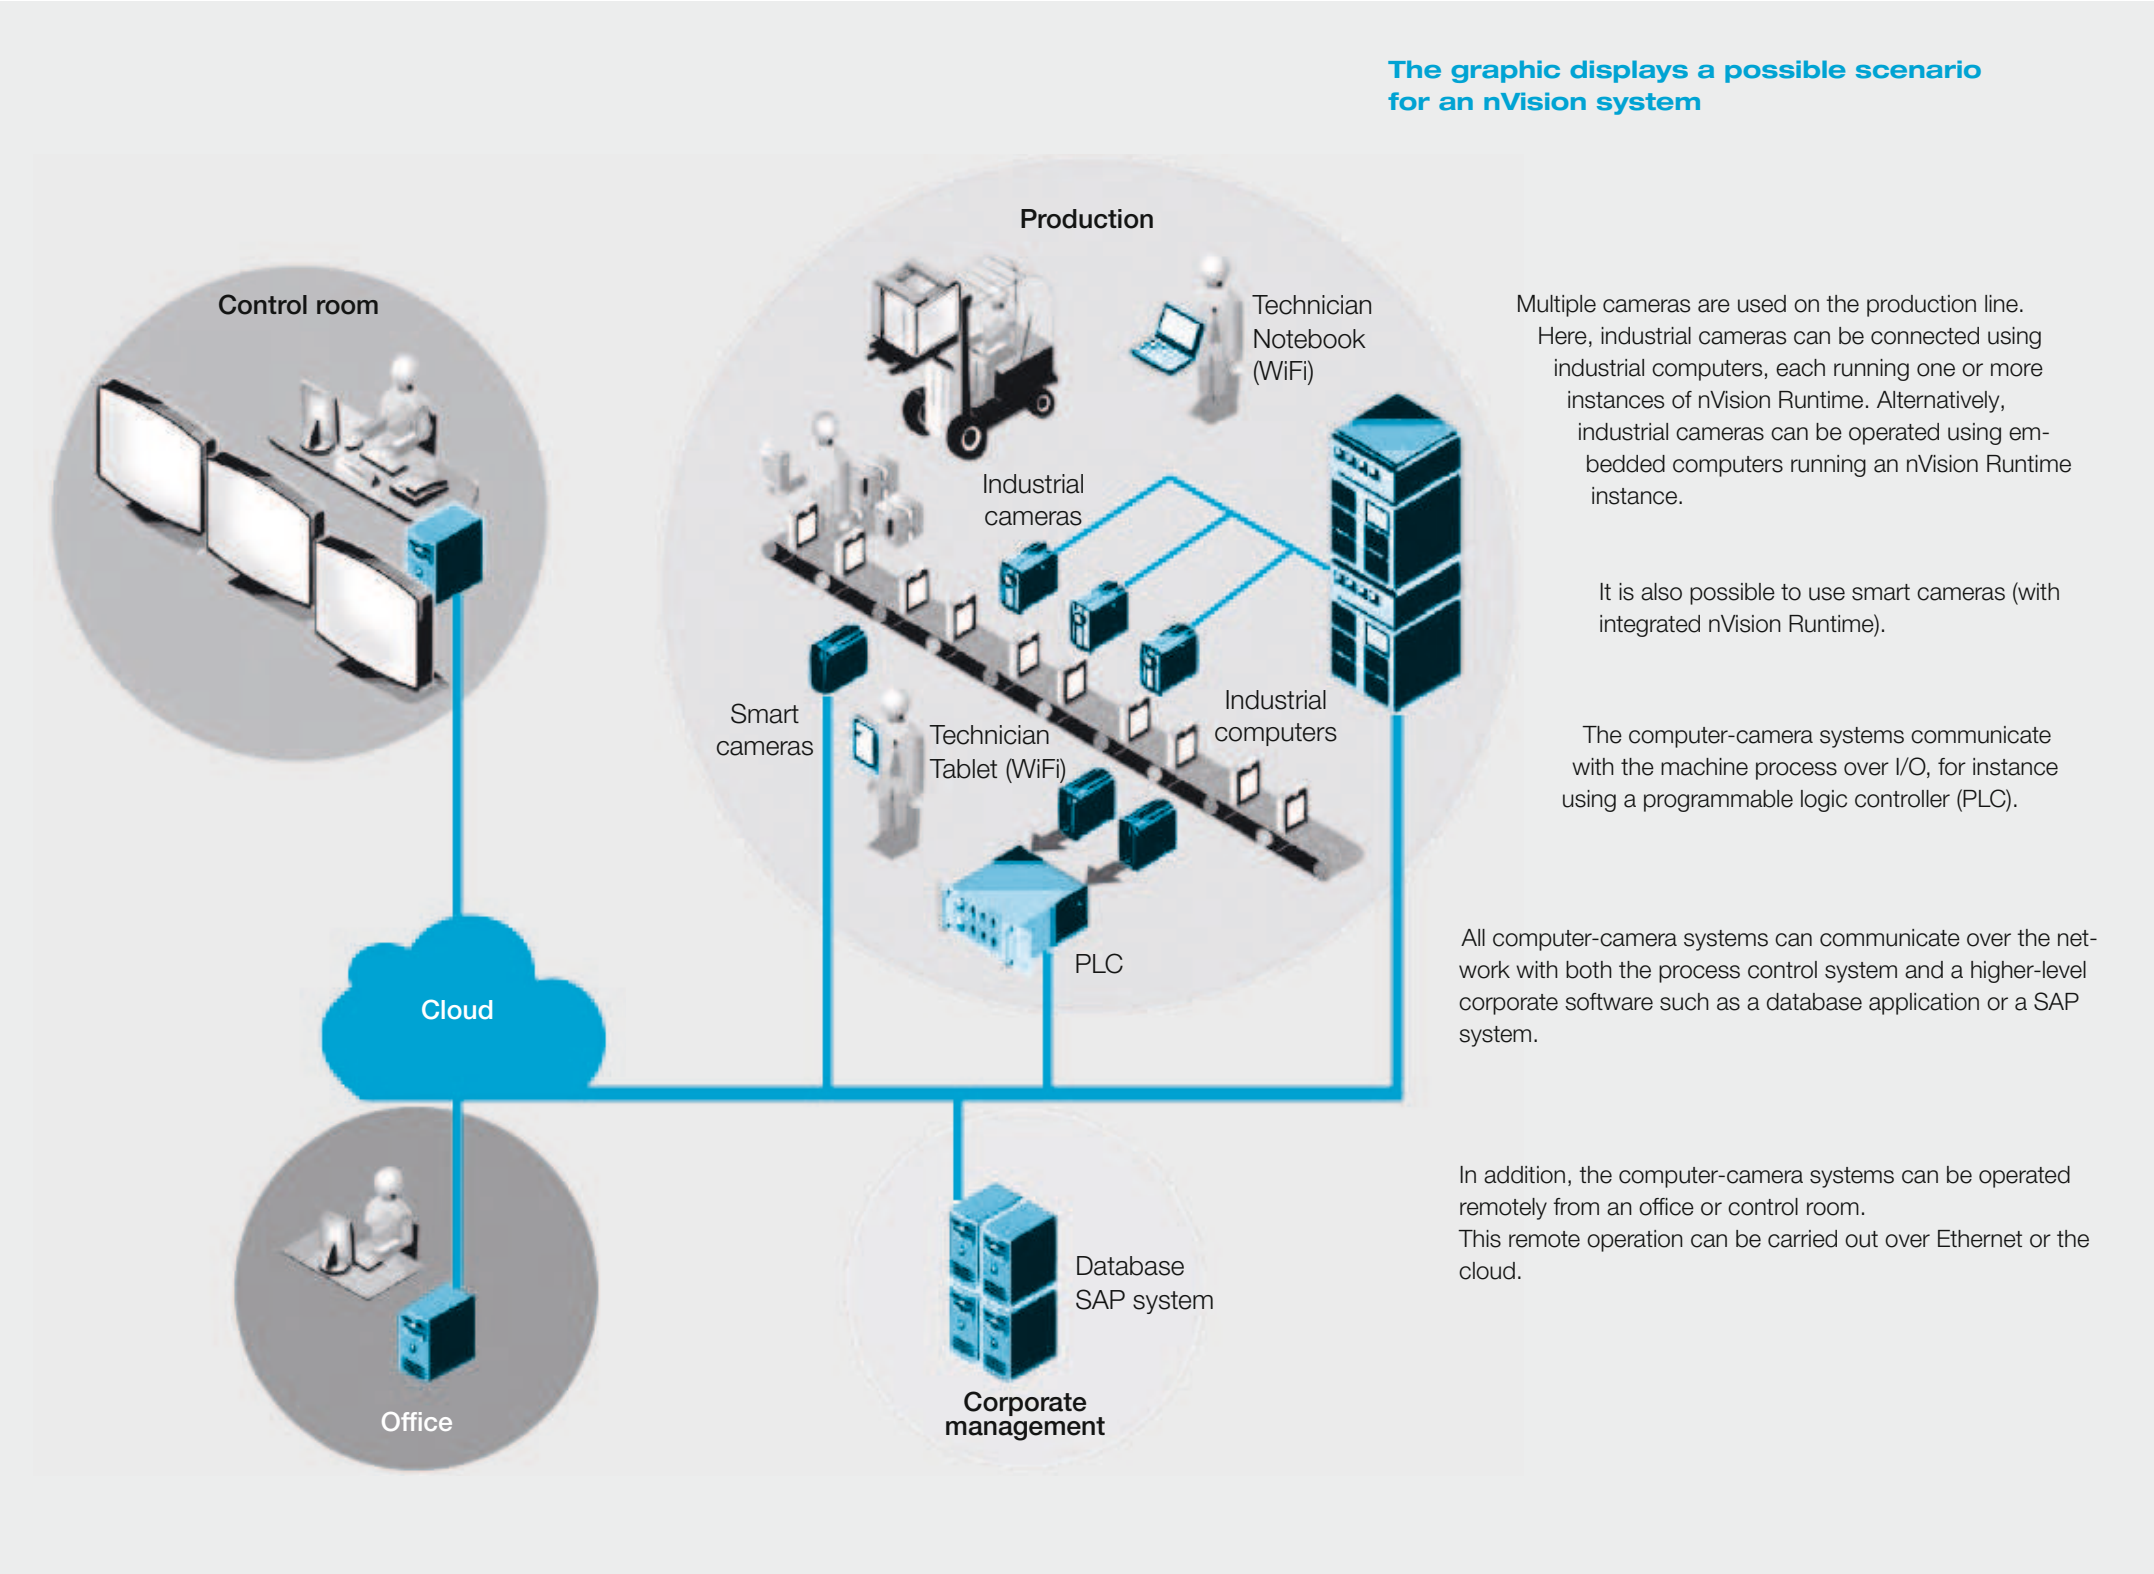 The graphic displays a possible scenario
for an nVision system
Production
Control room
Technician
Notebook
(WiFi)
Industrial
cameras
Smart
cameras
Technician
Tablet (WiFi)
Industrial
computers
PLC
Cloud
Office
Database
SAP system
Corporate
management
Multiple cameras are used on the production line.
Here, industrial cameras can be connected using
industrial computers, each running one or more
instances of nVision Runtime. Alternatively,
industrial cameras can be operated using em-
bedded computers running an nVision Runtime
instance.
It is also possible to use smart cameras (with
integrated nVision Runtime).
The computer-camera systems communicate
with the machine process over I/O, for instance
using a programmable logic controller (PLC).
All computer-camera systems can communicate over the net-
work with both the process control system and a higher-level
corporate software such as a database application or a SAP
system.
In addition, the computer-camera systems can be operated
remotely from an office or control room.
This remote operation can be carried out over Ethernet or the
cloud.